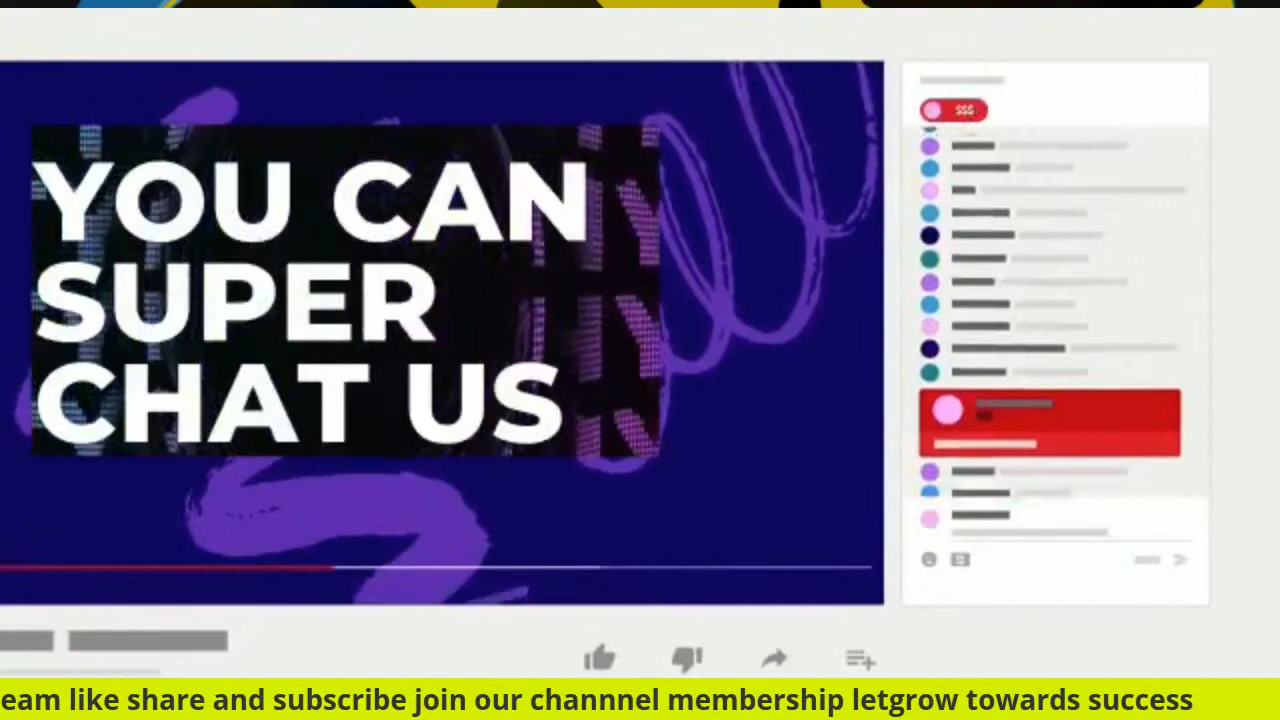 YOU CAN
SUPER
CHAT US
eam like share and subscribe join our channnel membership letgrow towards success